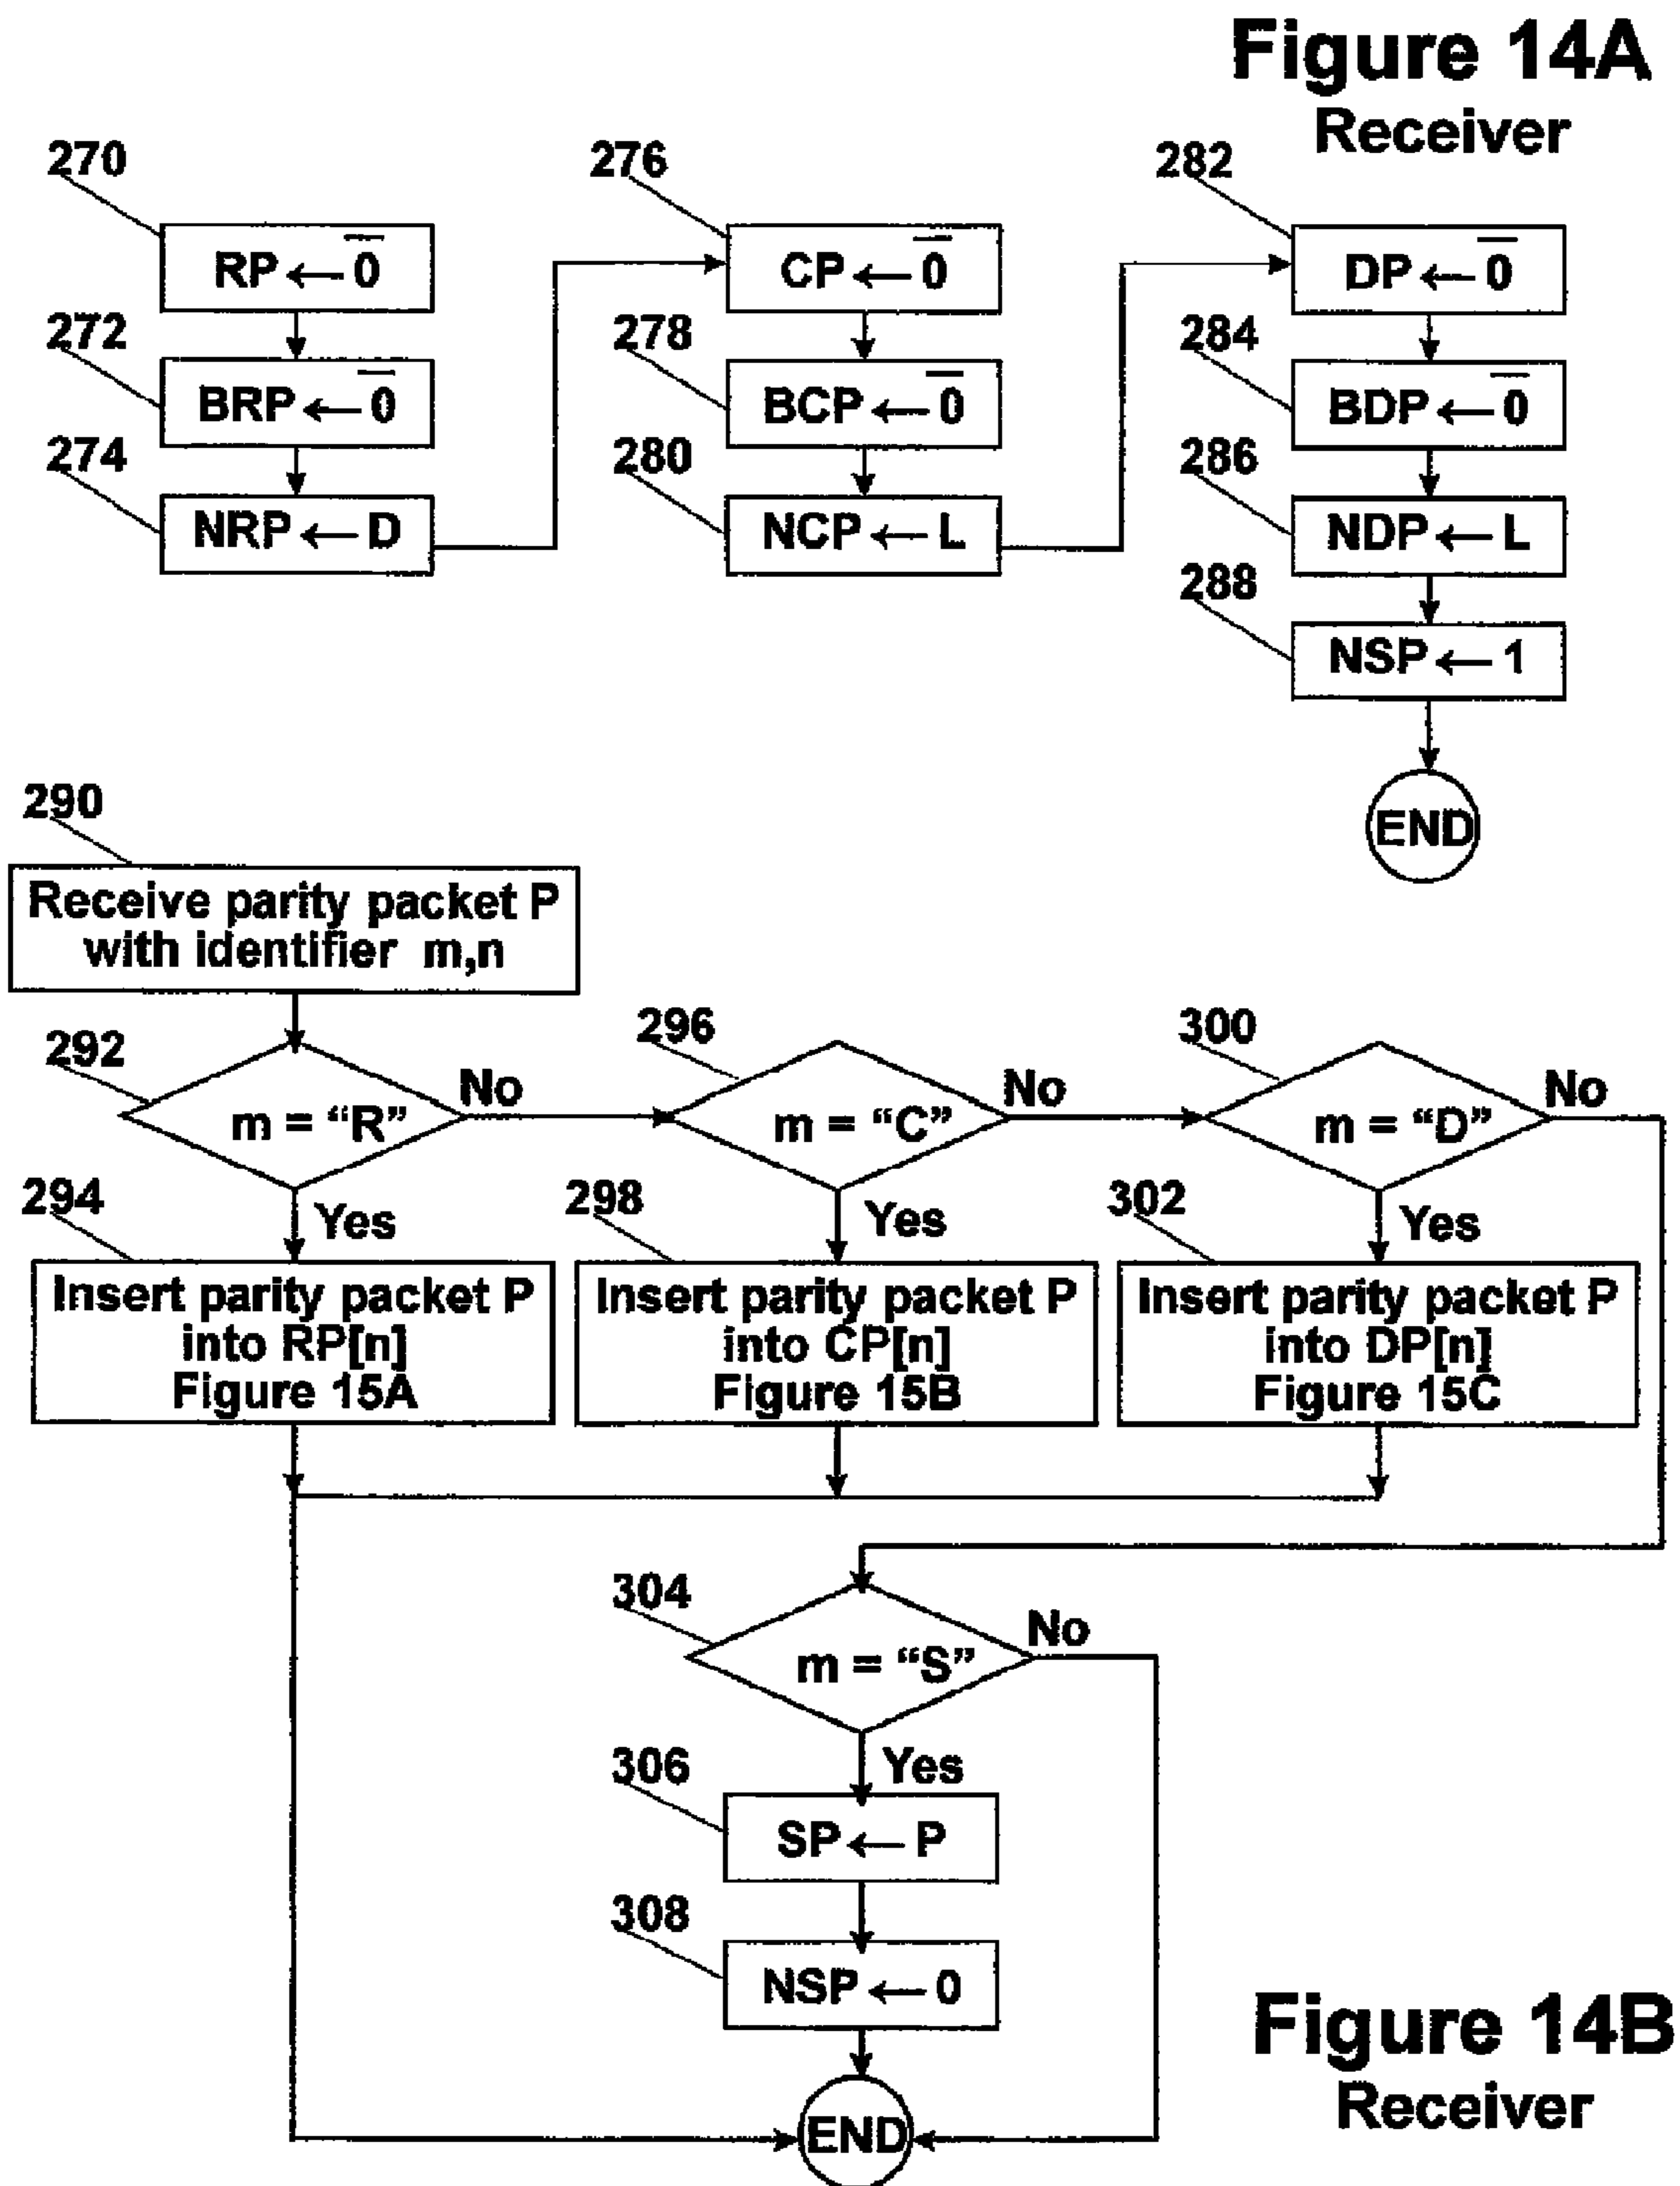 Figure 14A
Receiver
270
RP ← 0̅
272
BRP ← 0̅
274
NRP ← D
276
CP ← 0̅
278
BCP ← 0̅
280
NCP ← L
282
DP ← 0̅
284
BDP ← 0̅
286
NDP ← L
288
NSP ← 1
END
290
Receive parity packet P
with identifier m,n
292
m = “R”
No
Yes
296
m = “C”
No
Yes
300
m = “D”
No
Yes
294
Insert parity packet P
into RP[n]
Figure 15A
298
Insert parity packet P
into CP[n]
Figure 15B
302
Insert parity packet P
into DP[n]
Figure 15C
304
m = “S”
No
Yes
306
SP ← P
308
NSP ← 0
END
Figure 14B
Receiver